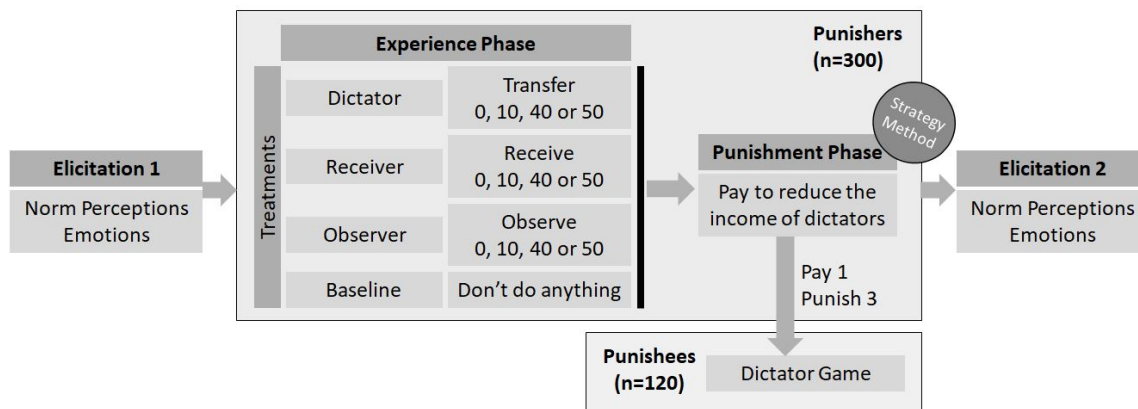 Punishers
(n=300)
Experience Phase
Treatments
Dictator
Transfer
0, 10, 40 or 50
Receiver
Receive
0, 10, 40 or 50
Observer
Observe
0, 10, 40 or 50
Baseline
Don't do anything
Strategy
Method
Elicitation 1
Norm Perceptions
Emotions
Punishment Phase
Pay to reduce the
income of dictators
Elicitation 2
Norm Perceptions
Emotions
Pay 1
Punish 3
Punishees
(n=120)
Dictator Game